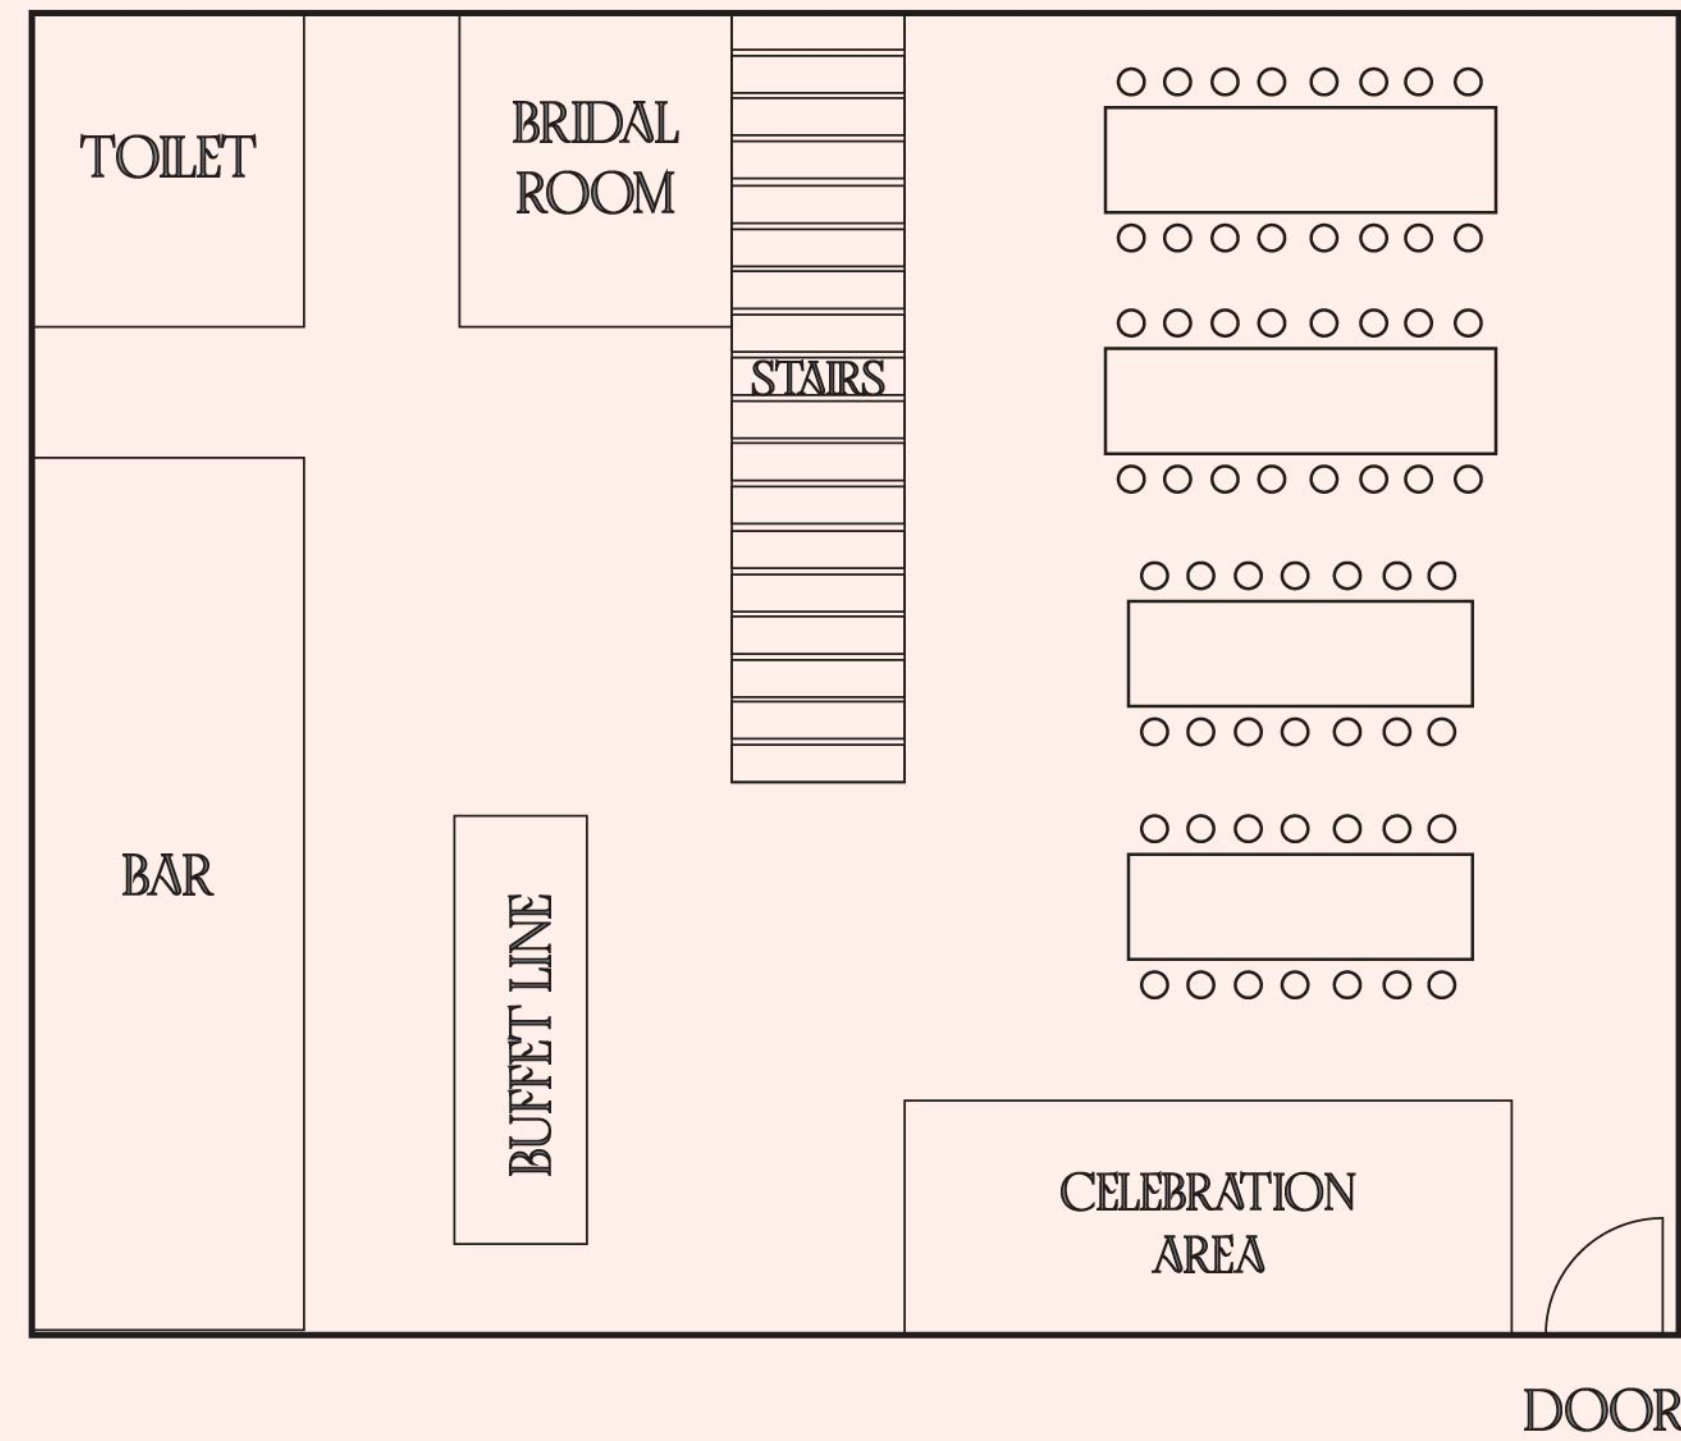 TOILET
BRIDAL
ROOM
STAIRS
BAR
BUFFET LINE
CELEBRATION
AREA
DOOR